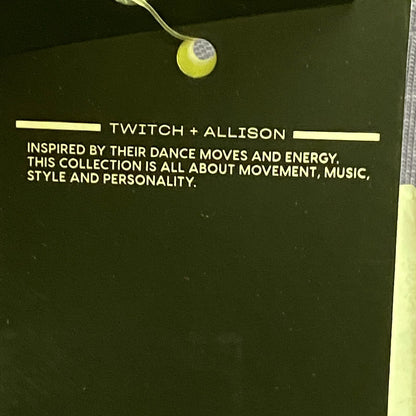 TWITCH + ALLISON
INSPIRED BY THEIR DANCE MOVES AND ENERGY,
THIS COLLECTION IS ALL ABOUT MOVEMENT, MUSIC,
STYLE AND PERSONALITY.